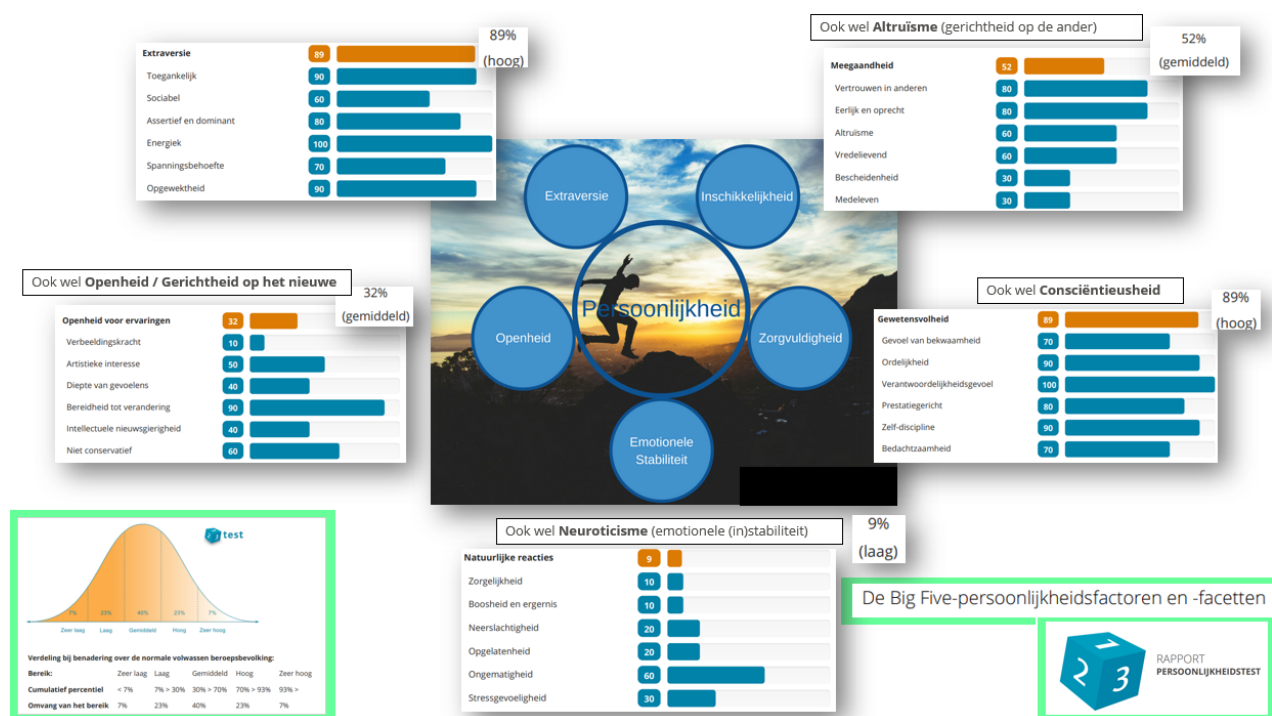 89%
(hoog)
Extraversie 89
Toegankelijk 90
Sociabel 60
Assertief en dominant 80
Energiek 100
Spanningsbehoefte 70
Opgewektheid 90
Ook wel Altruïsme (gerichtheid op de ander)
52%
(gemiddeld)
Meegaandheid 52
Vertrouwen in anderen 80
Eerlijk en oprecht 80
Altruïsme 60
Vredelievend 60
Bescheidenheid 30
Medeleven 30
Extraversie
Inschikkelijkheid
Persoonlijkheid
Openheid
Zorgvuldigheid
Emotionele
Stabiliteit
Ook wel Openheid / Gerichtheid op het nieuwe
32%
(gemiddeld)
Openheid voor ervaringen 32
Verbeeldingskracht 10
Artistieke interesse 50
Diepte van gevoelens 40
Bereidheid tot verandering 90
Intellectuele nieuwsgierigheid 40
Niet conservatief 60
Ook wel Consciëntieusheid
89%
(hoog)
Gewetensvolheid 89
Gevoel van bekwaamheid 70
Ordelijkheid 90
Verantwoordelijkheidsgevoel 100
Prestatiegericht 80
Zelf-discipline 90
Bedachtzaamheid 70
Ook wel Neuroticisme (emotionele (in)stabiliteit)
9%
(laag)
Natuurlijke reacties 9
Zorgelijkheid 10
Boosheid en ergernis 10
Neerslachtigheid 20
Opgelatenheid 20
Ongematigheid 60
Stressgevoeligheid 30
123 test
7% 23% 40% 23% 7%
Zeer laag Laag Gemiddeld Hoog Zeer hoog
Verdeling bij benadering over de normale volwassen beroepsbevolking:
Bereik: Zeer laag Laag Gemiddeld Hoog Zeer hoog
Cumulatief percentiel < 7% 7% > 30% 30% > 70% 70% > 93% 93% >
Omvang van het bereik 7% 23% 40% 23% 7%
De Big Five-persoonlijkheidsfactoren en -facetten
1 2 3
RAPPORT
PERSOONLIJKHEIDSTEST